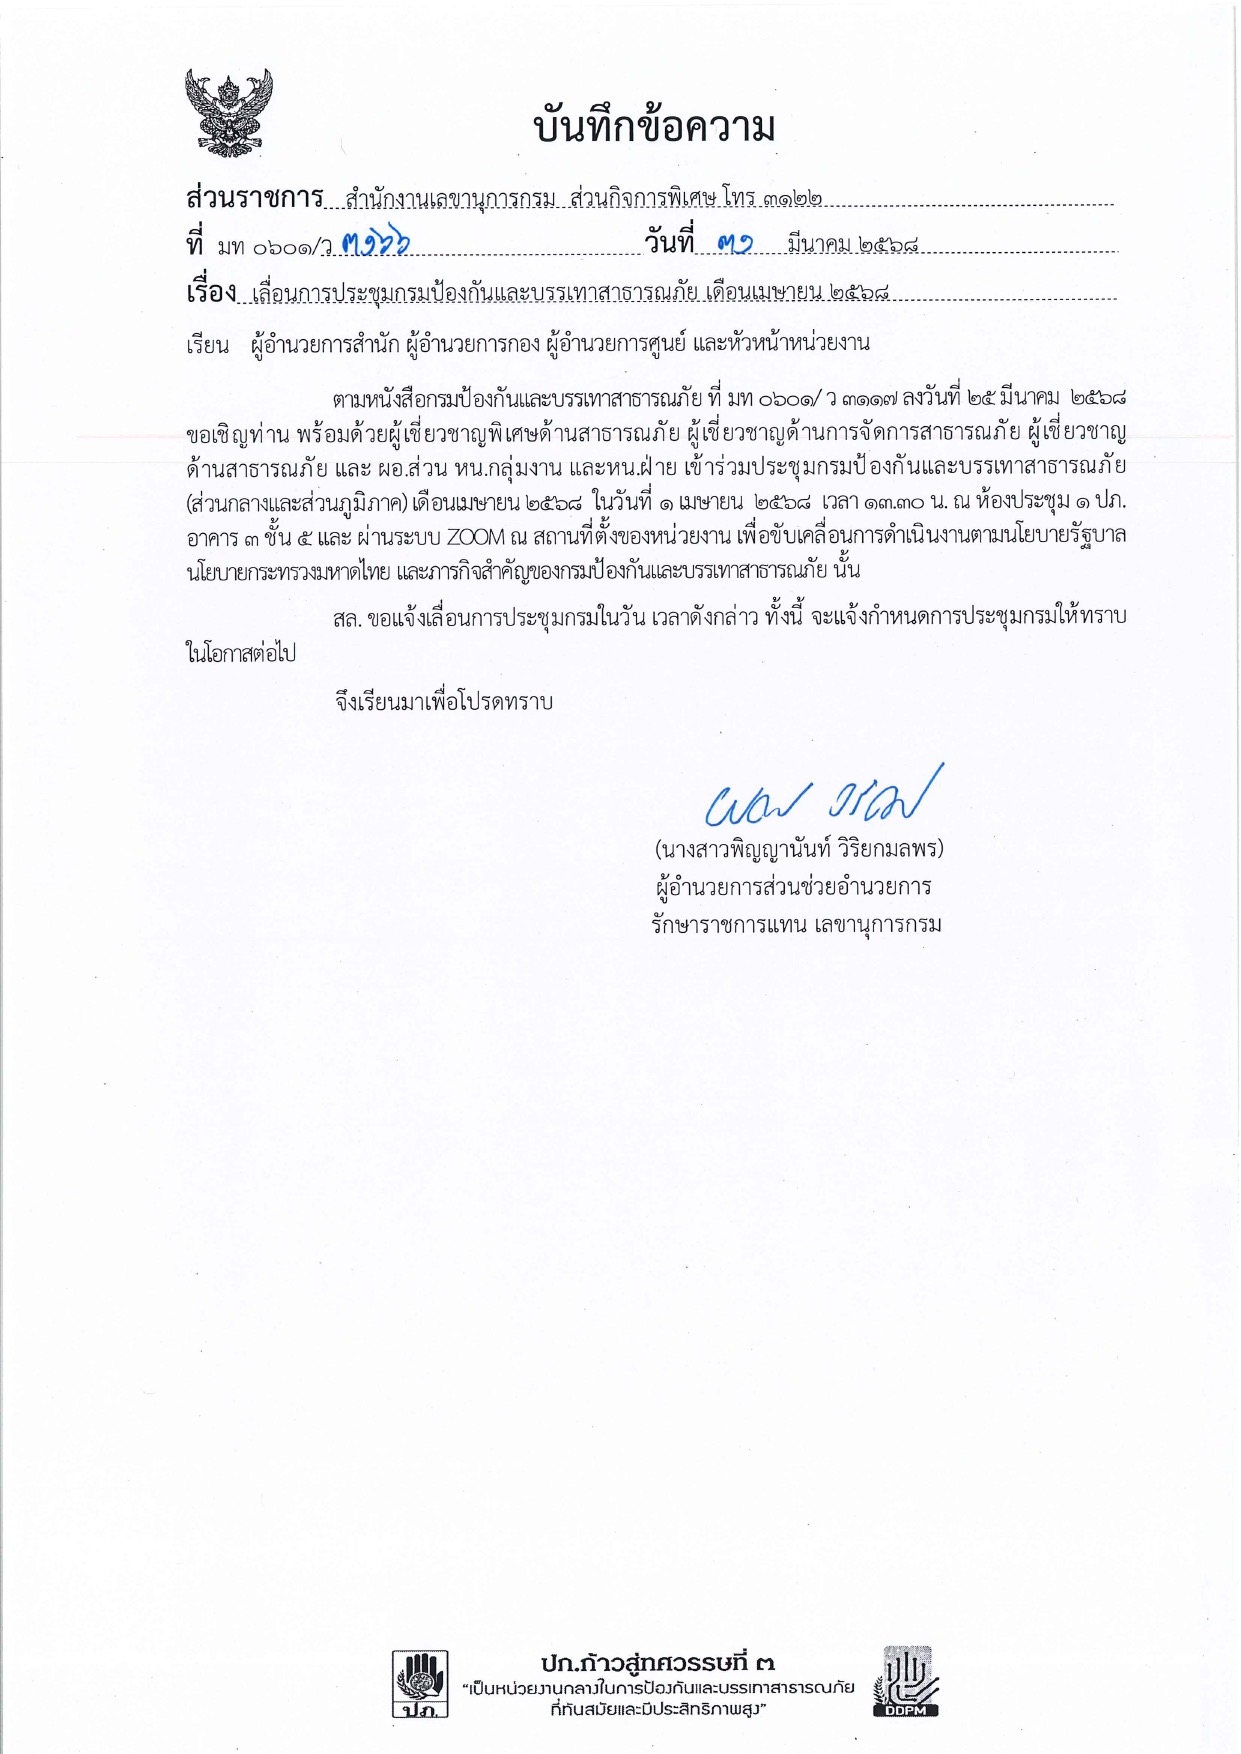 บันทึกข้อความ
ส่วนราชการ สำนักงานเลขานุการกรม ส่วนกิจการพิเศษ โทร ๓๑๒๒
ที่ มท ๐๖๐๑/ว ๓๑๖๖ วันที่ ๓๑ มีนาคม ๒๕๖๘
เรื่อง เลื่อนการประชุมกรมป้องกันและบรรเทาสาธารณภัย เดือนเมษายน ๒๕๖๘
เรียน ผู้อำนวยการสำนัก ผู้อำนวยการกอง ผู้อำนวยการศูนย์ และหัวหน้าหน่วยงาน
ตามหนังสือกรมป้องกันและบรรเทาสาธารณภัย ที่ มท ๐๖๐๑/ ว ๓๑๑๗ ลงวันที่ ๒๕ มีนาคม ๒๕๖๘
ขอเชิญท่าน พร้อมด้วยผู้เชี่ยวชาญพิเศษด้านสาธารณภัย ผู้เชี่ยวชาญด้านการจัดการสาธารณภัย ผู้เชี่ยวชาญ
ด้านสาธารณภัย และ ผอ.ส่วน หน.กลุ่มงาน และหน.ฝ่าย เข้าร่วมประชุมกรมป้องกันและบรรเทาสาธารณภัย
(ส่วนกลางและส่วนภูมิภาค) เดือนเมษายน ๒๕๖๘ ในวันที่ ๑ เมษายน ๒๕๖๘ เวลา ๑๓.๓๐ น. ณ ห้องประชุม ๑ ปภ.
อาคาร ๓ ชั้น ๕ และ ผ่านระบบ ZOOM ณ สถานที่ตั้งของหน่วยงาน เพื่อขับเคลื่อนการดำเนินงานตามนโยบายรัฐบาล
นโยบายกระทรวงมหาดไทย และภารกิจสำคัญของกรมป้องกันและบรรเทาสาธารณภัย นั้น
สล. ขอแจ้งเลื่อนการประชุมกรมในวัน เวลาดังกล่าว ทั้งนี้ จะแจ้งกำหนดการประชุมกรมให้ทราบ
ในโอกาสต่อไป
จึงเรียนมาเพื่อโปรดทราบ
(นางสาวพิญญานันท์ วิริยกมลพร)
ผู้อำนวยการส่วนช่วยอำนวยการ
รักษาราชการแทน เลขานุการกรม
ปภ.ก้าวสู่ทศวรรษที่ ๓
"เป็นหน่วยงานกลางในการป้องกันและบรรเทาสาธารณภัย
ที่ทันสมัยและมีประสิทธิภาพสูง"
ปภ.
DDPM